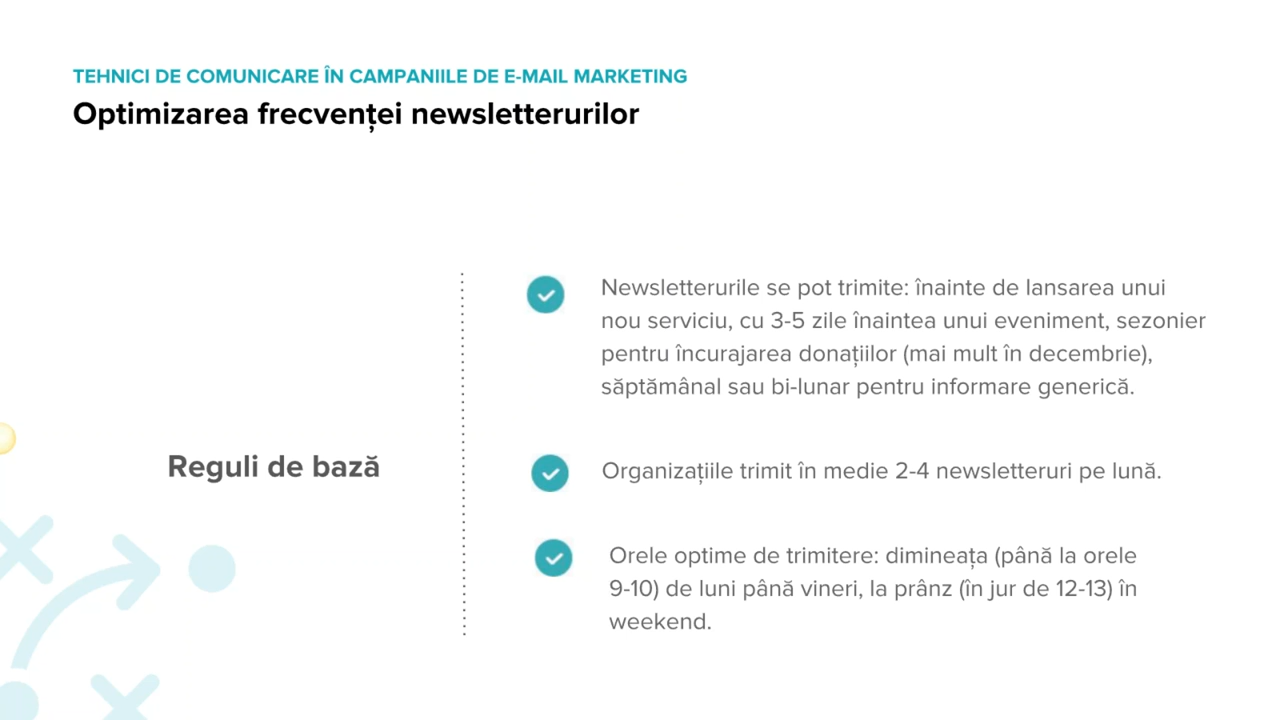 TEHNICI DE COMUNICARE ÎN CAMPANIILE DE E-MAIL MARKETING
Optimizarea frecvenței newsletterurilor
Newsletterurile se pot trimite: înainte de lansarea unui
nou serviciu, cu 3-5 zile înaintea unui eveniment, sezonier
pentru încurajarea donațiilor (mai mult în decembrie),
săptămânal sau bi-lunar pentru informare generică.
Reguli de bază
Organizațiile trimit în medie 2-4 newsletteruri pe lună.
Orele optime de trimitere: dimineața (până la orele
9-10) de luni până vineri, la prânz (în jur de 12-13) în
weekend.